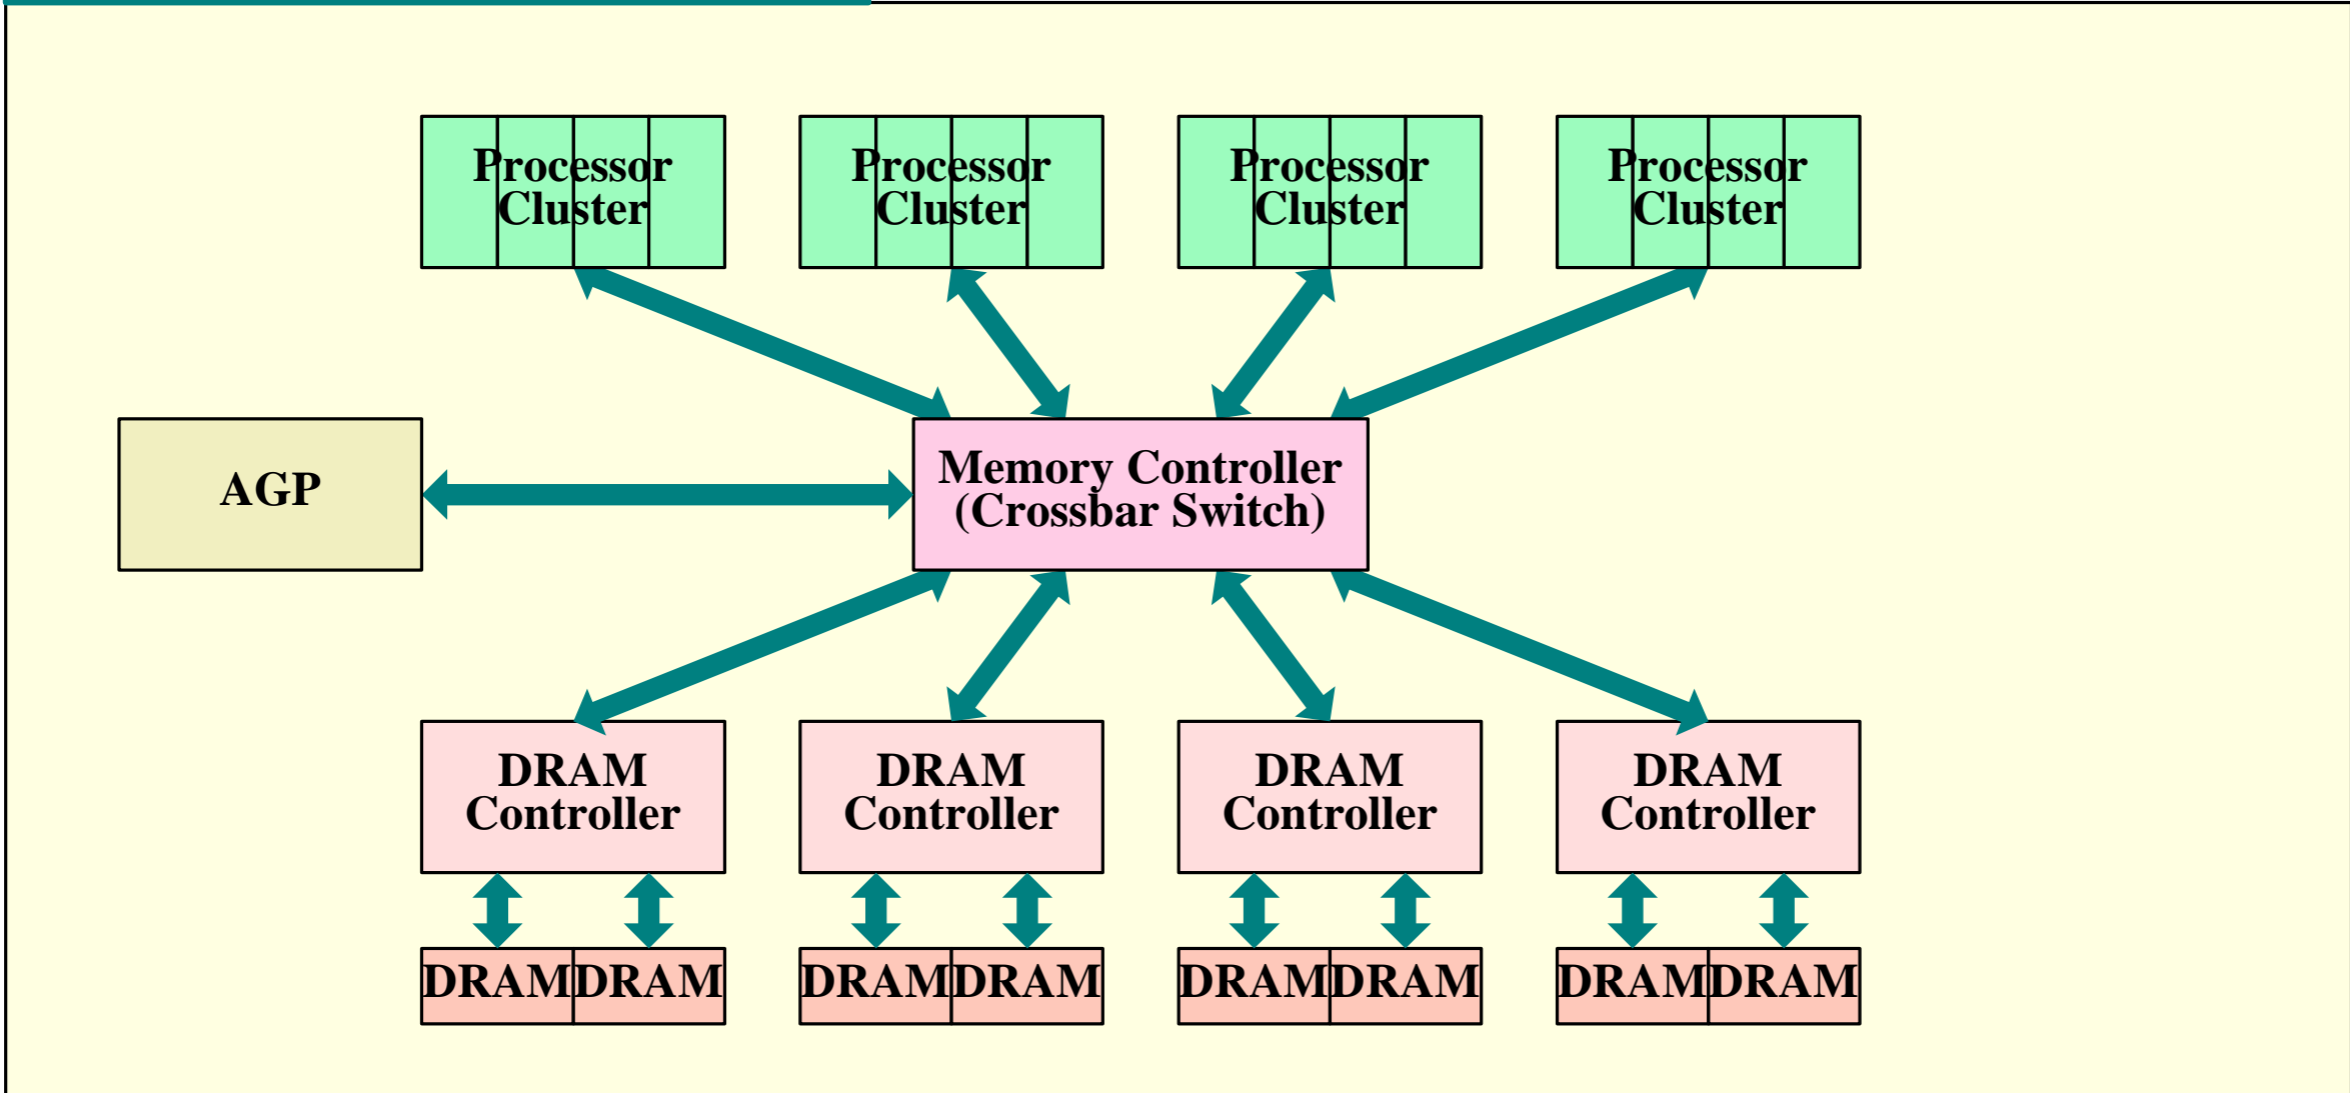 Processor
Cluster
Processor
Cluster
Processor
Cluster
Processor
Cluster
AGP
Memory Controller
(Crossbar Switch)
DRAM
Controller
DRAM
Controller
DRAM
Controller
DRAM
Controller
DRAM DRAM
DRAM DRAM
DRAM DRAM
DRAM DRAM